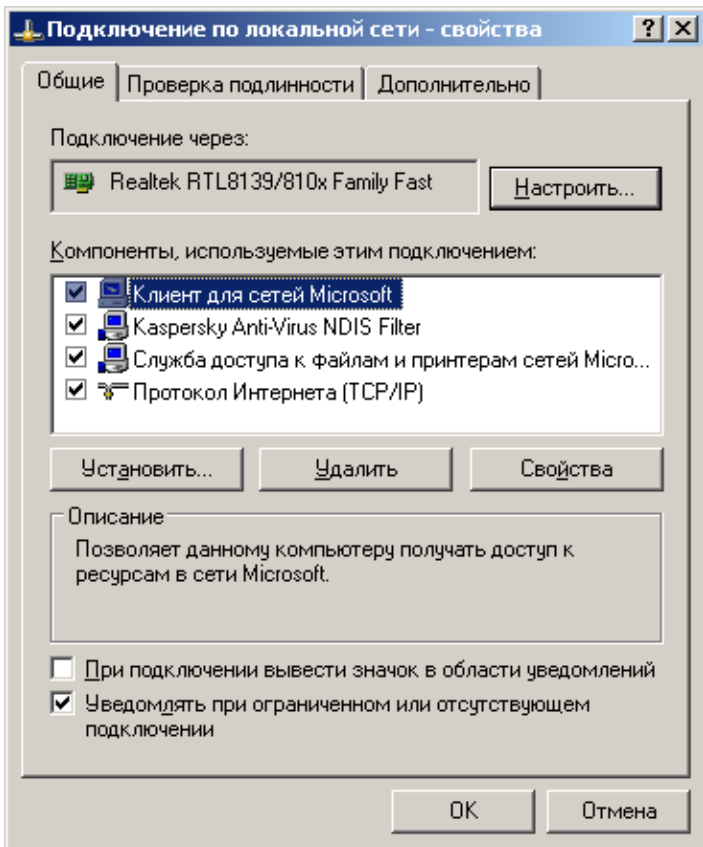 Подключение по локальной сети - свойства
Общие
Проверка подлинности
Дополнительно
Подключение через:
Realtek RTL8139/810x Family Fast
Настроить...
Компоненты, используемые этим подключением:
Клиент для сетей Microsoft
Kaspersky Anti-Virus NDIS Filter
Служба доступа к файлам и принтерам сетей Micro...
Протокол Интернета (TCP/IP)
Установить...
Удалить
Свойства
Описание
Позволяет данному компьютеру получать доступ к
ресурсам в сети Microsoft.
При подключении вывести значок в области уведомлений
Уведомлять при ограниченном или отсутствующем
подключении
OK
Отмена